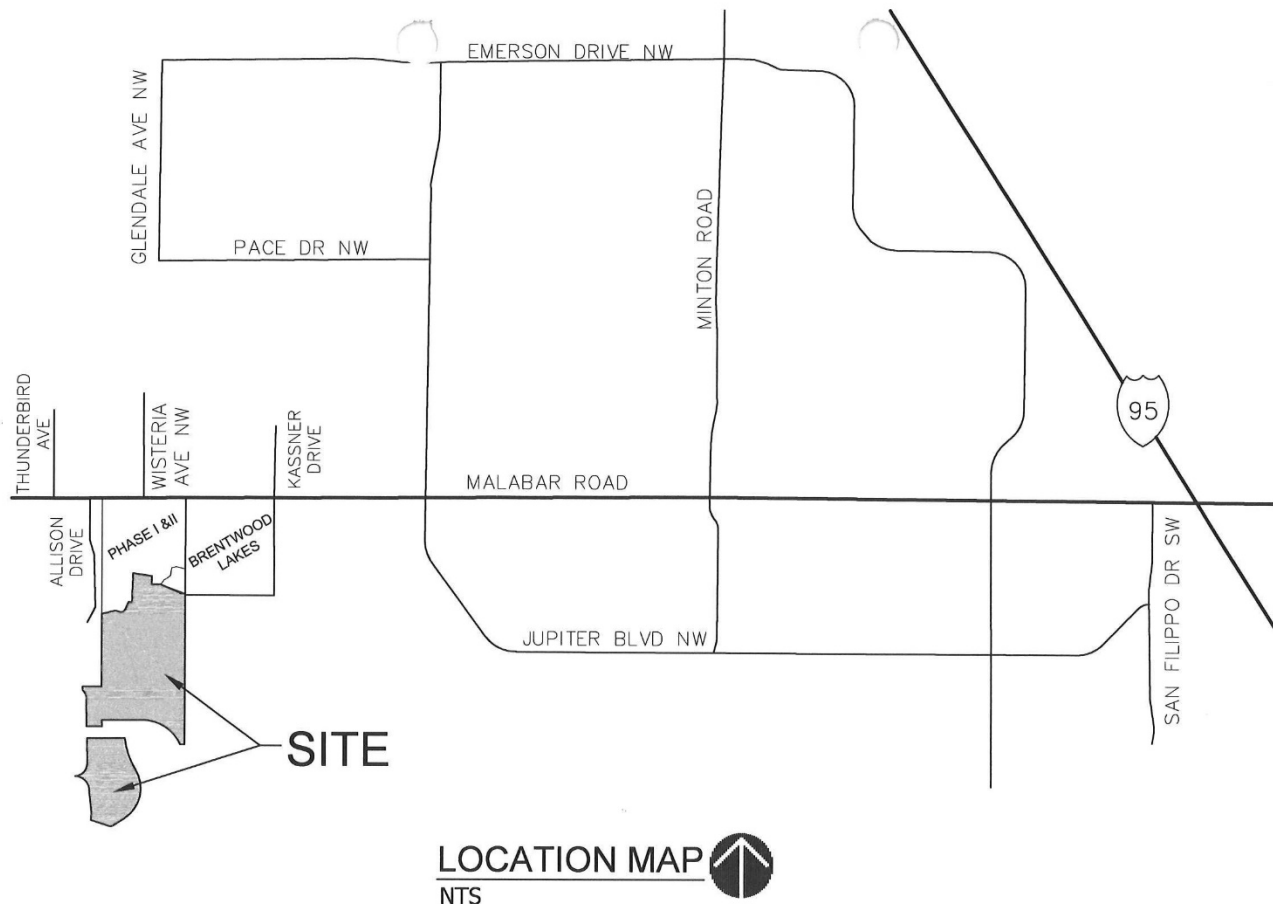 EMERSON DRIVE NW
GLENDALE AVE NW
PACE DR NW
MINTON ROAD
95
THUNDERBIRD
AVE
WISTERIA
AVE NW
KASSNER
DRIVE
MALABAR ROAD
ALLISON
DRIVE
PHASE I &II
BRENTWOOD
LAKES
JUPITER BLVD NW
SAN FILIPPO DR SW
SITE
LOCATION MAP
NTS